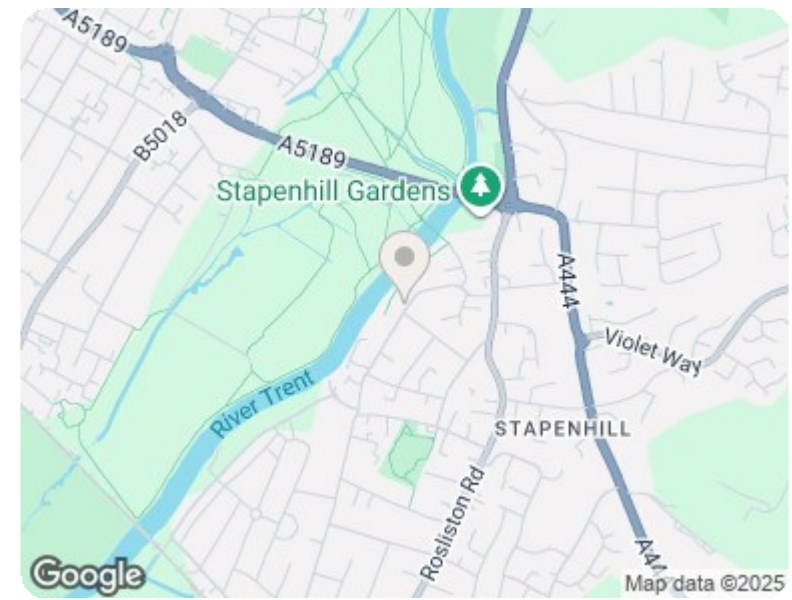 A5189
B5018
A5189
Stapenhill Gardens
A444
Violet Way
River Trent
STAPENHILL
Rosliston Rd
A44
Google
Map data ©2025